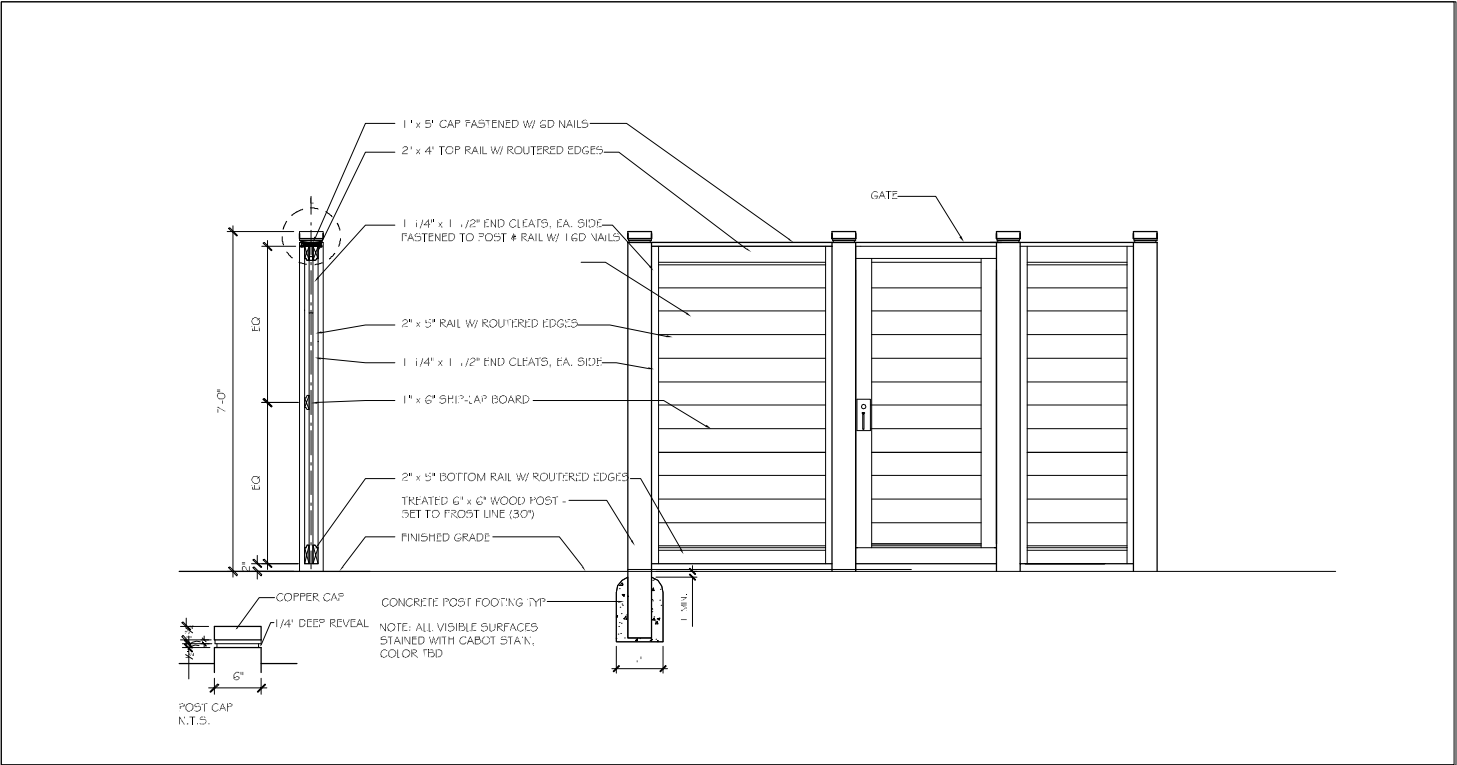 1" x 5" CAP FASTENED W/ 6D NAILS
2" x 4" TOP RAIL W/ ROUTERED EDGES
GATE
1 1/4" x 1 1/2" END CLEATS, EA. SIDE
FASTENED TO POST & RAIL W/ 16D NAILS
EQ
2" x 5" RAIL W/ ROUTERED EDGES
1 1/4" x 1 1/2" END CLEATS, EA. SIDE
7'-0"
1" x 6" SHIP-LAP BOARD
EQ
2" x 5" BOTTOM RAIL W/ ROUTERED EDGES
TREATED 6" x 6" WOOD POST -
SET TO FROST LINE (30")
FINISHED GRADE
2"
COPPER CAP
CONCRETE POST FOOTING TYP
1/4" DEEP REVEAL
NOTE: ALL VISIBLE SURFACES
STAINED WITH CABOT STAIN,
COLOR TBD
MIN.
6"
POST CAP
N.T.S.